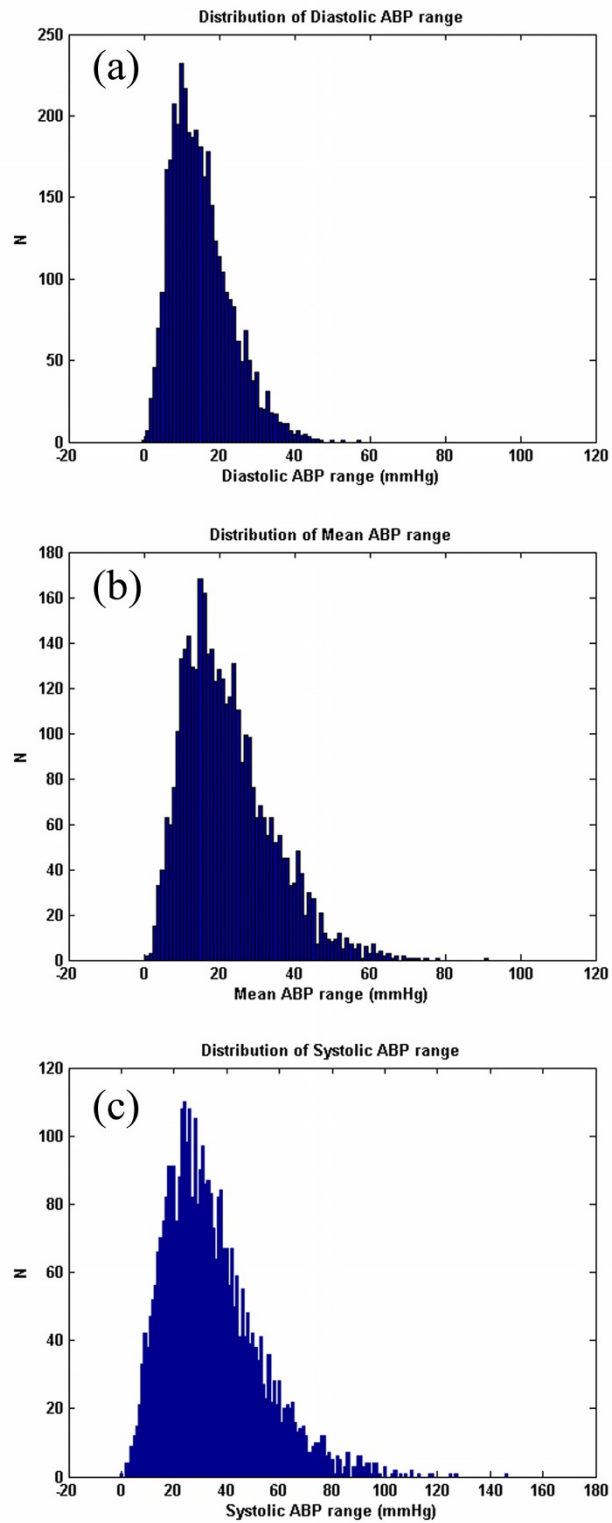 Distribution of Diastolic ABP range
(a)
250
200
150
100
50
0
N
-20 0 20 40 60 80 100 120
Diastolic ABP range (mmHg)
Distribution of Mean ABP range
(b)
180
160
140
120
100
80
60
40
20
0
N
-20 0 20 40 60 80 100 120
Mean ABP range (mmHg)
Distribution of Systolic ABP range
(c)
120
100
80
60
40
20
0
N
-20 0 20 40 60 80 100 120 140 160 180
Systolic ABP range (mmHg)